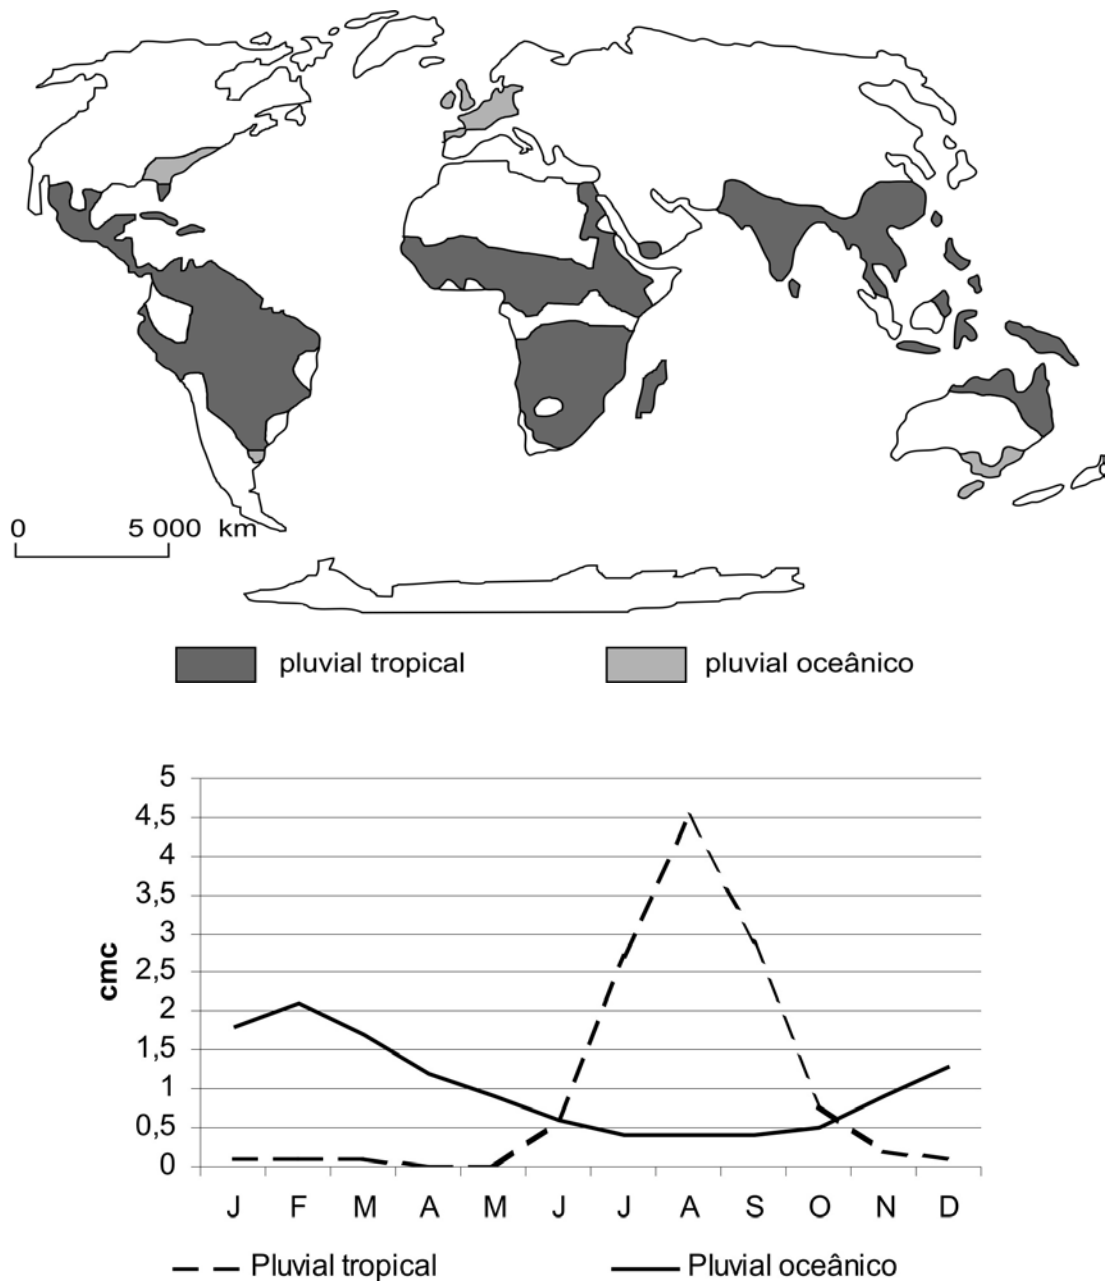 0 5 000 km
pluvial tropical pluvial oceânico
5
4,5
4
3,5
3
2,5
2
1,5
1
0,5
0
cmc
J F M A M J J A S O N D
Pluvial tropical Pluvial oceânico